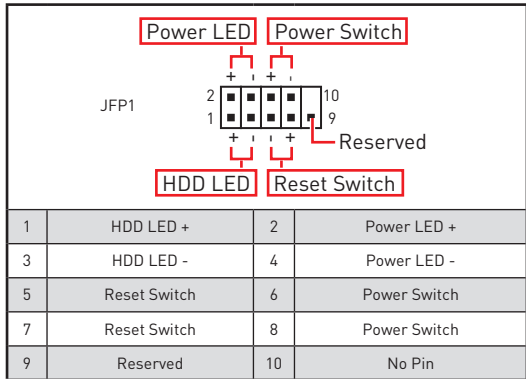 Power LED Power Switch
+ - + -
JFP1
2 10
1 9
+ - - +
Reserved
HDD LED Reset Switch
1 HDD LED + 2 Power LED +
3 HDD LED - 4 Power LED -
5 Reset Switch 6 Power Switch
7 Reset Switch 8 Power Switch
9 Reserved 10 No Pin